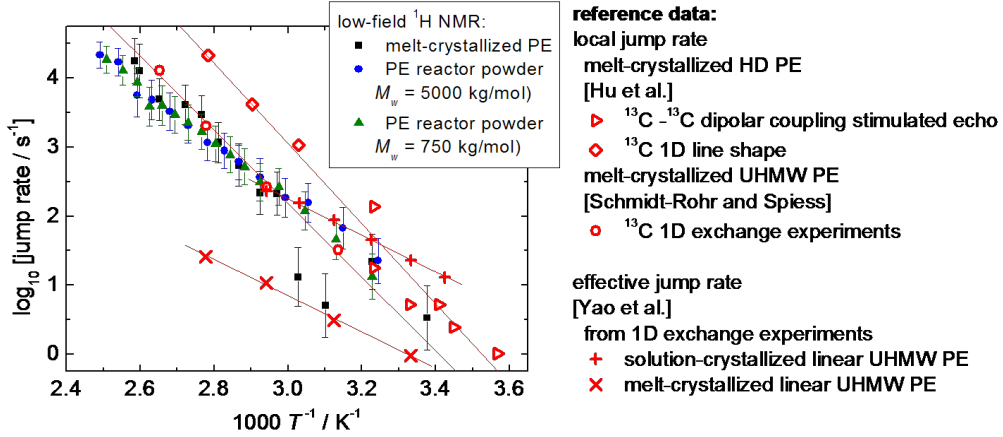 low-field ¹H NMR:
melt-crystallized PE
PE reactor powder
M_w = 5000 kg/mol)
PE reactor powder
M_w = 750 kg/mol)
log₁₀ [jump rate / s⁻¹]
5
4
3
2
1
0
2.4 2.6 2.8 3.0 3.2 3.4 3.6
1000 T⁻¹ / K⁻¹
reference data:
local jump rate
melt-crystallized HD PE
[Hu et al.]
¹³C –¹³C dipolar coupling stimulated echo
¹³C 1D line shape
melt-crystallized UHMW PE
[Schmidt-Rohr and Spiess]
¹³C 1D exchange experiments
effective jump rate
[Yao et al.]
from 1D exchange experiments
solution-crystallized linear UHMW PE
melt-crystallized linear UHMW PE